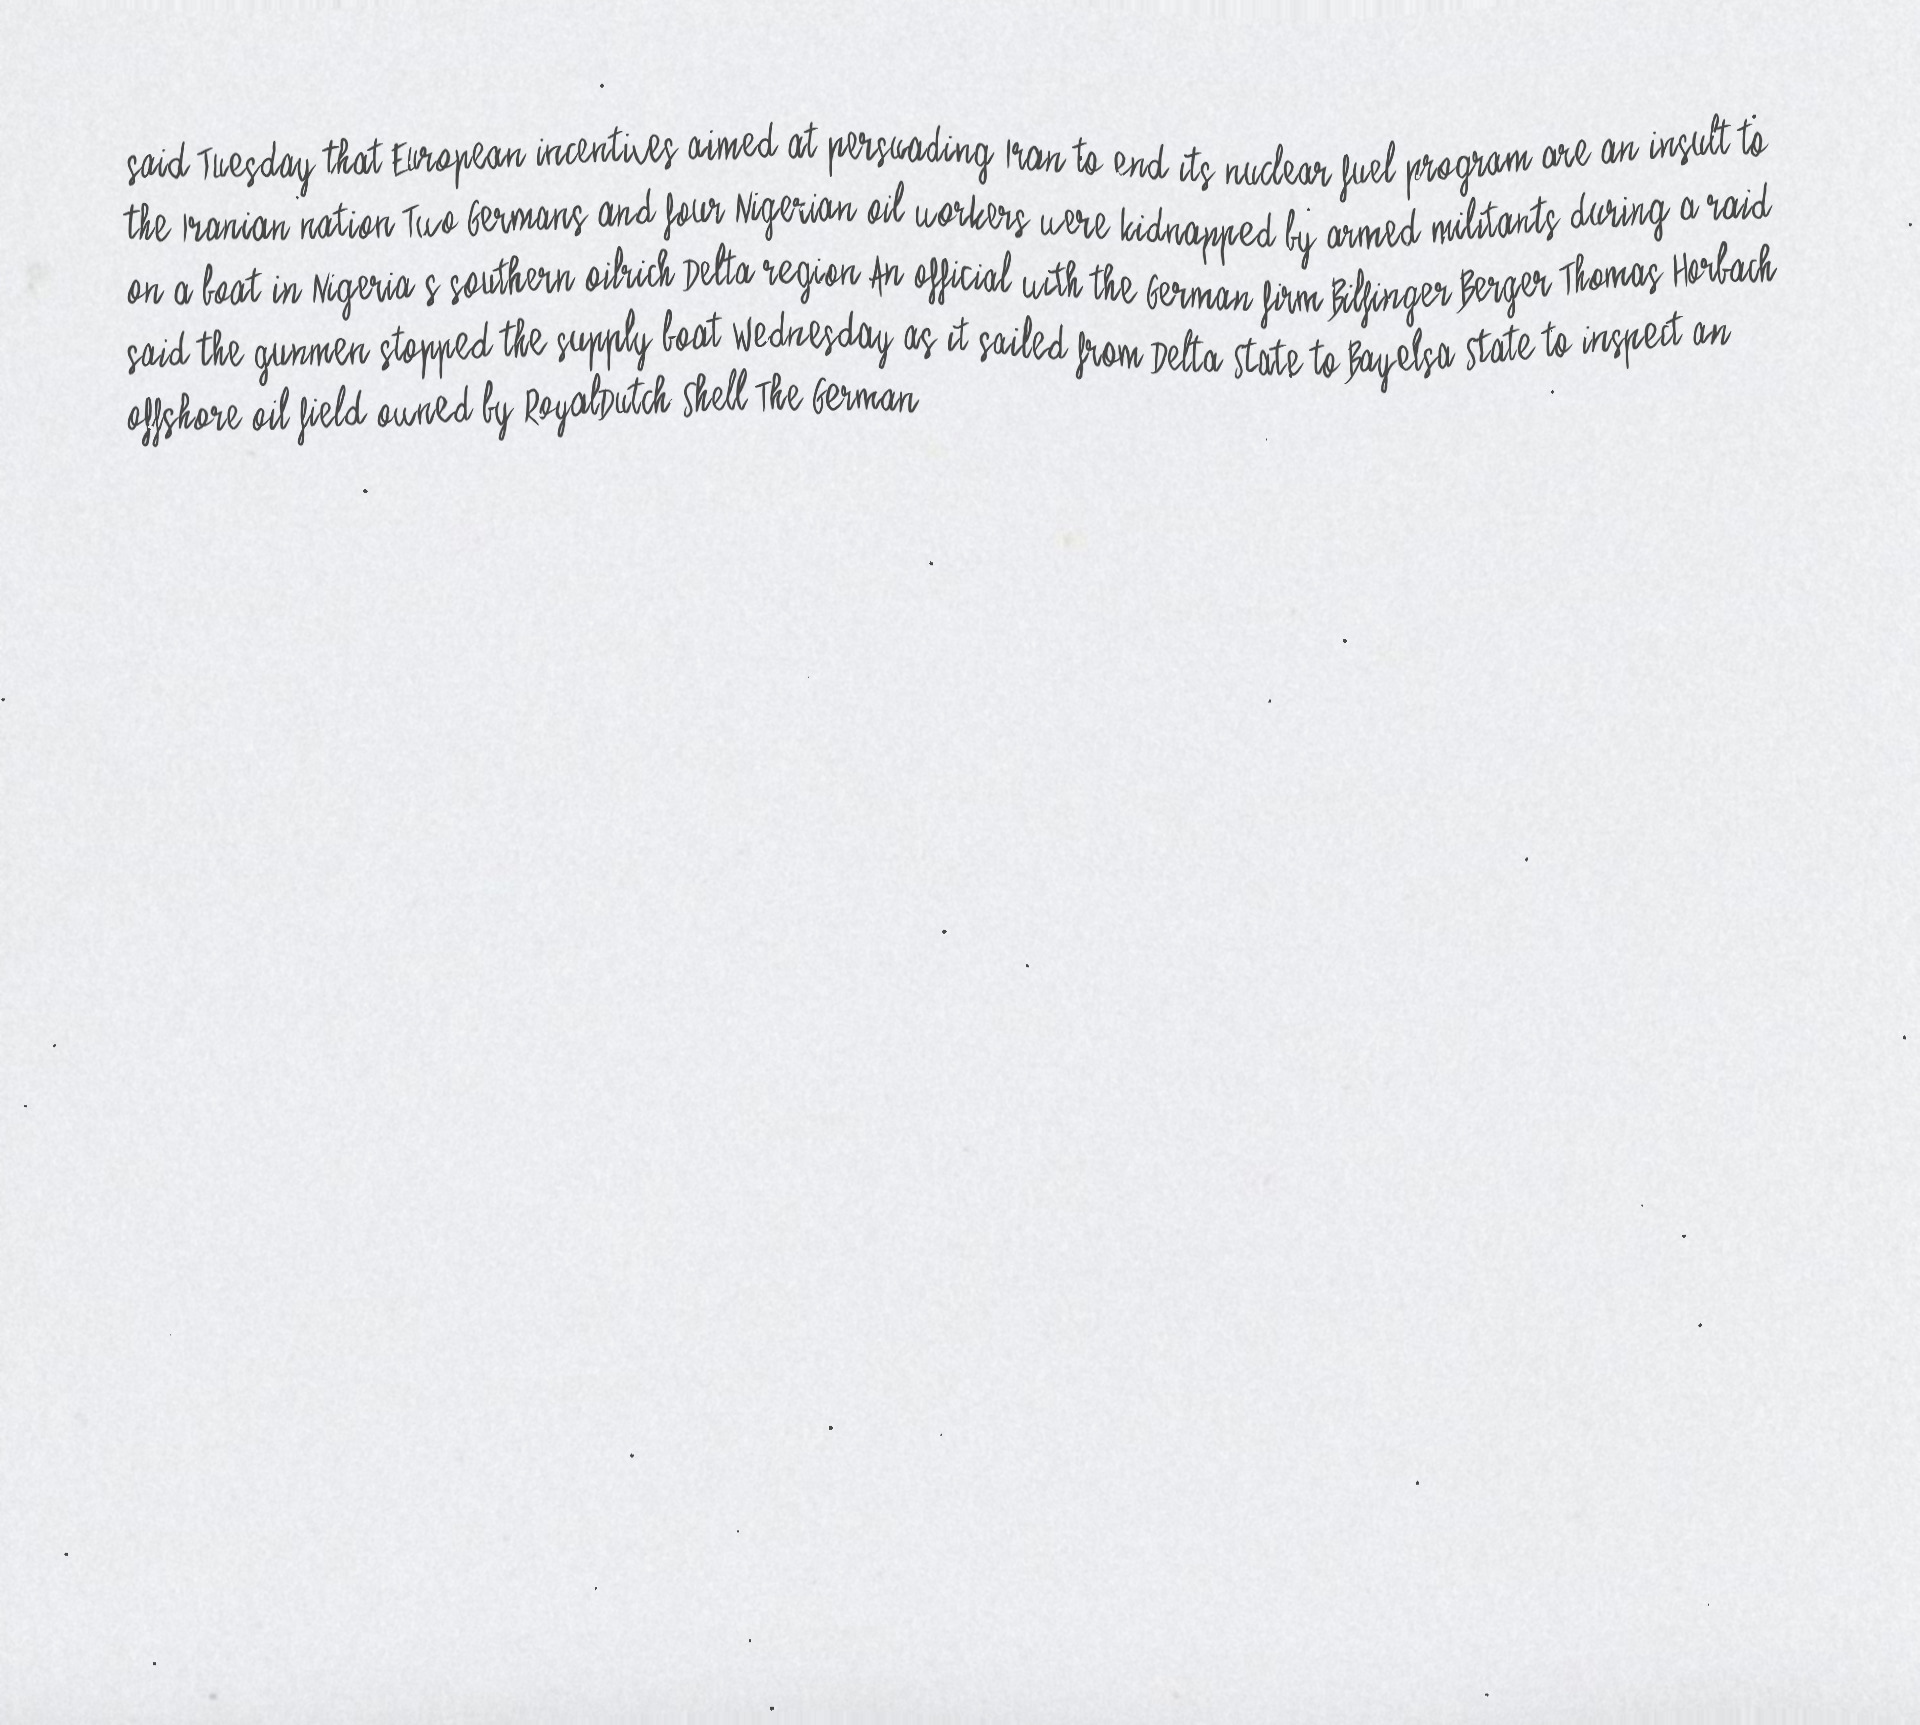 said Tuesday that European incentives aimed at persuading Iran to end its nuclear fuel program are an insult to
the Iranian nation Two Germans and four Nigerian oil workers were kidnapped by armed militants during a raid
on a boat in Nigeria s southern oilrich Delta region An official with the German firm Bilfinger Berger Thomas Horbach
said the gunmen stopped the supply boat Wednesday as it sailed from Delta State to Bayelsa State to inspect an
offshore oil field owned by RoyalDutch Shell The German